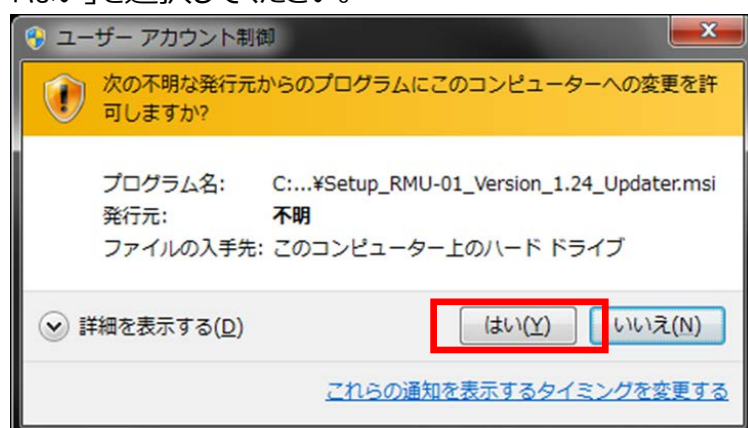 はい」を選択してください。
ユーザー アカウント制御
次の不明な発行元からのプログラムにこのコンピューターへの変更を許
可しますか?
プログラム名: C:...¥Setup_RMU-01_Version_1.24_Updater.msi
発行元: 不明
ファイルの入手先: このコンピューター上のハード ドライブ
詳細を表示する(D) はい(Y) いいえ(N)
これらの通知を表示するタイミングを変更する